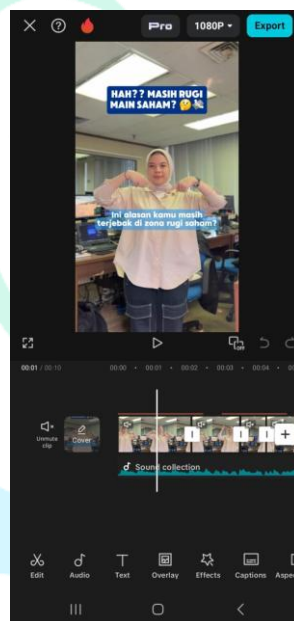 Pro
1080P
Export
HAH?? MASIH RUGI
MAIN SAHAM? 🤔💸
Ini alasan kamu masih
terjebak di zona rugi saham?
00:01 / 00:10
00:00 00:01 00:02 00:03 00:04
Unmute
clip
Cover
Sound collection
Edit Audio Text Overlay Effects Captions Aspe